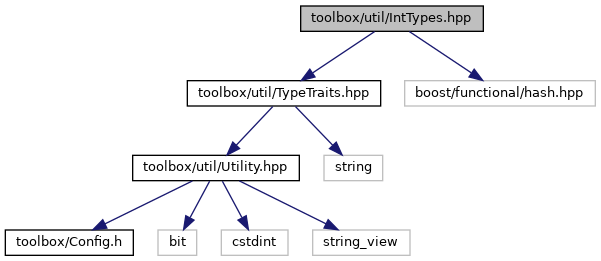 toolbox/util/IntTypes.hpp
toolbox/util/TypeTraits.hpp
boost/functional/hash.hpp
toolbox/util/Utility.hpp
string
toolbox/Config.h
bit
cstdint
string_view